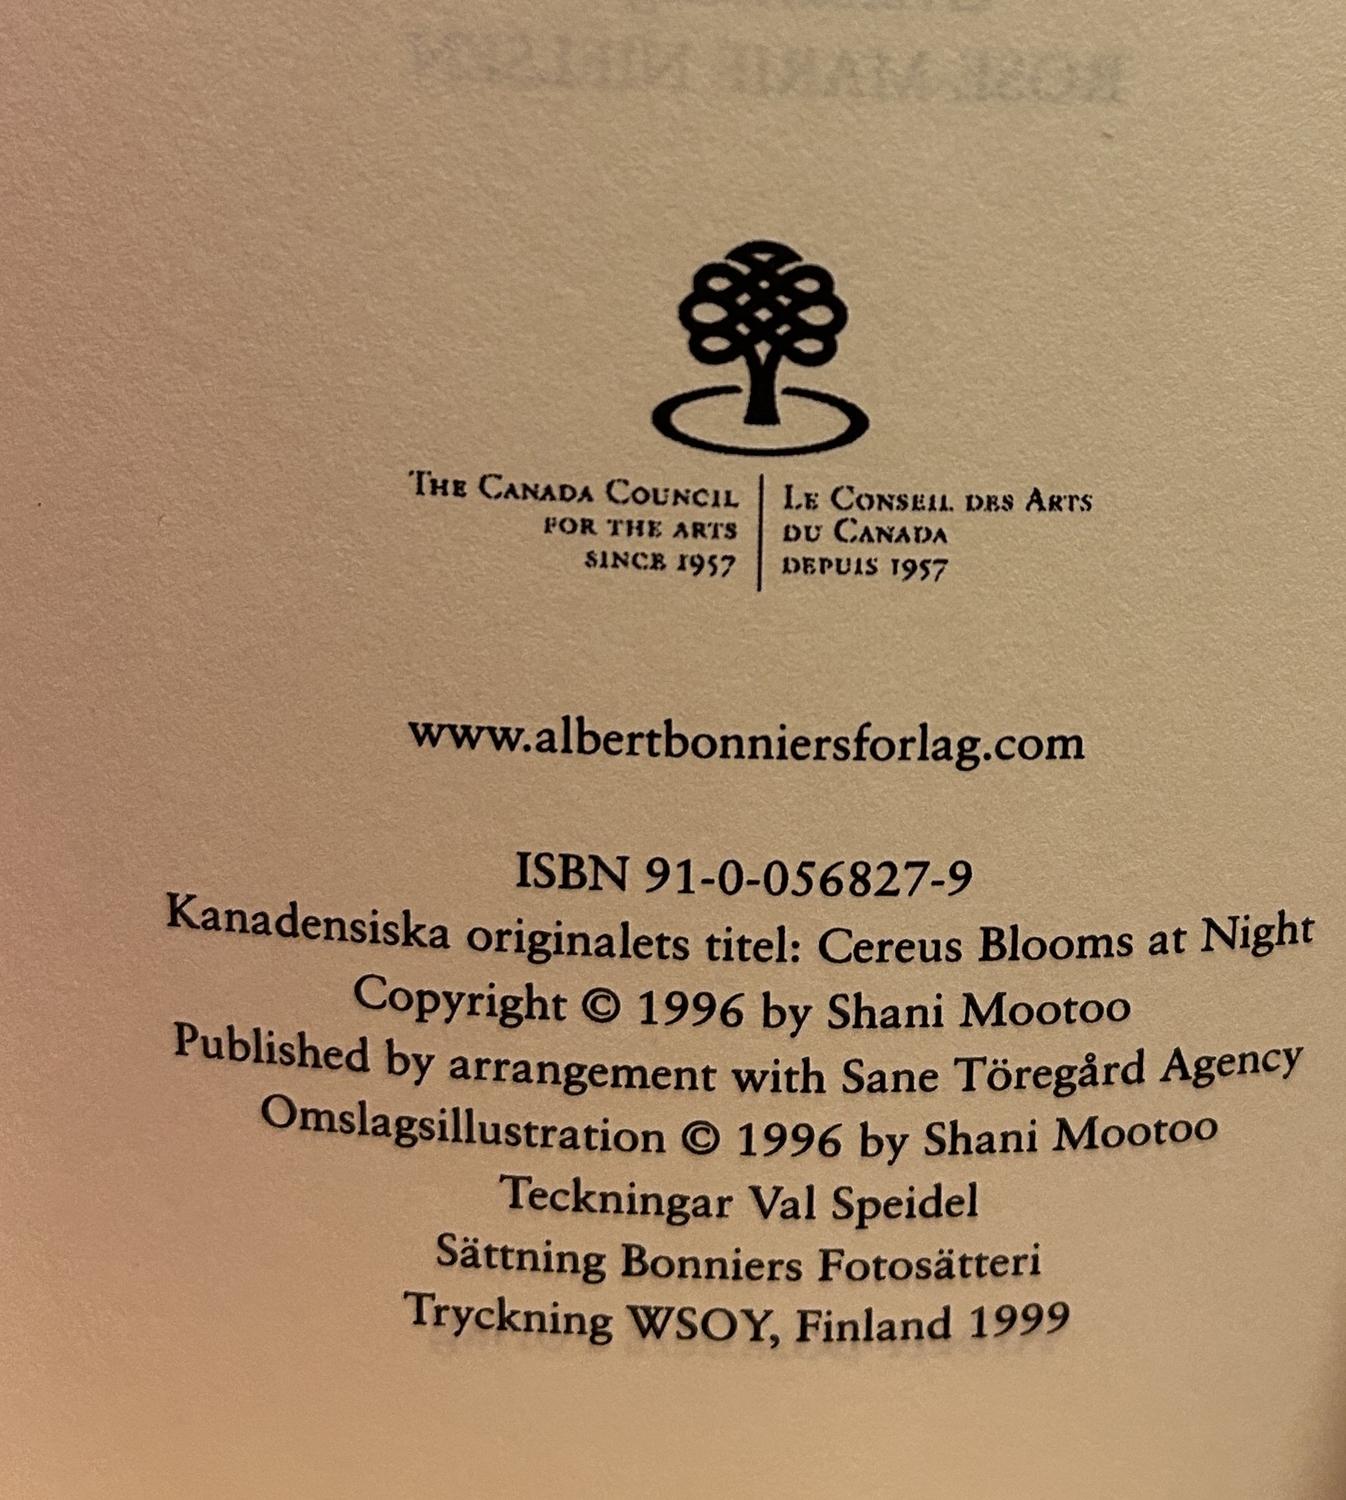 ROSE MARIE NIELSEN
THE CANADA COUNCIL
FOR THE ARTS
SINCE 1957
LE CONSEIL DES ARTS
DU CANADA
DEPUIS 1957
www.albertbonniersforlag.com
ISBN 91-0-056827-9
Kanadensiska originalets titel: Cereus Blooms at Night
Copyright © 1996 by Shani Mootoo
Published by arrangement with Sane Töregård Agency
Omslagsillustration © 1996 by Shani Mootoo
Teckningar Val Speidel
Sättning Bonniers Fotosätteri
Tryckning WSOY, Finland 1999